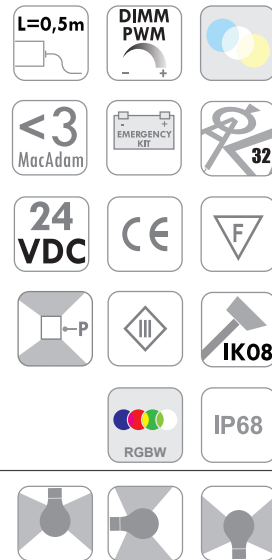 L=0,5m
DIMM
PWM
- +
<3
MacAdam
- +
EMERGENCY
KIT
32
24
VDC
CE
F
P
III
IK08
RGBW
IP68